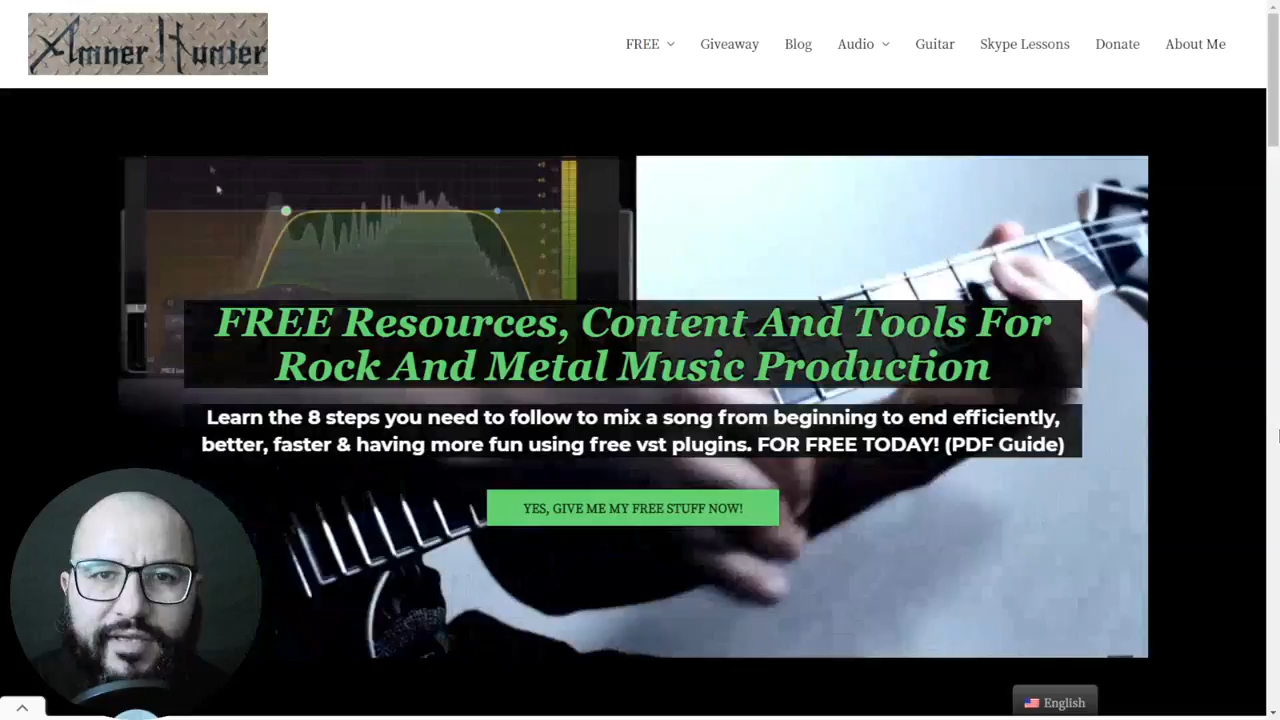 Amner Hunter
FREE
Giveaway
Blog
Audio
Guitar
Skype Lessons
Donate
About Me
FREE Resources, Content And Tools For
Rock And Metal Music Production
Learn the 8 steps you need to follow to mix a song from beginning to end efficiently,
better, faster & having more fun using free vst plugins. FOR FREE TODAY! (PDF Guide)
YES, GIVE ME MY FREE STUFF NOW!
English